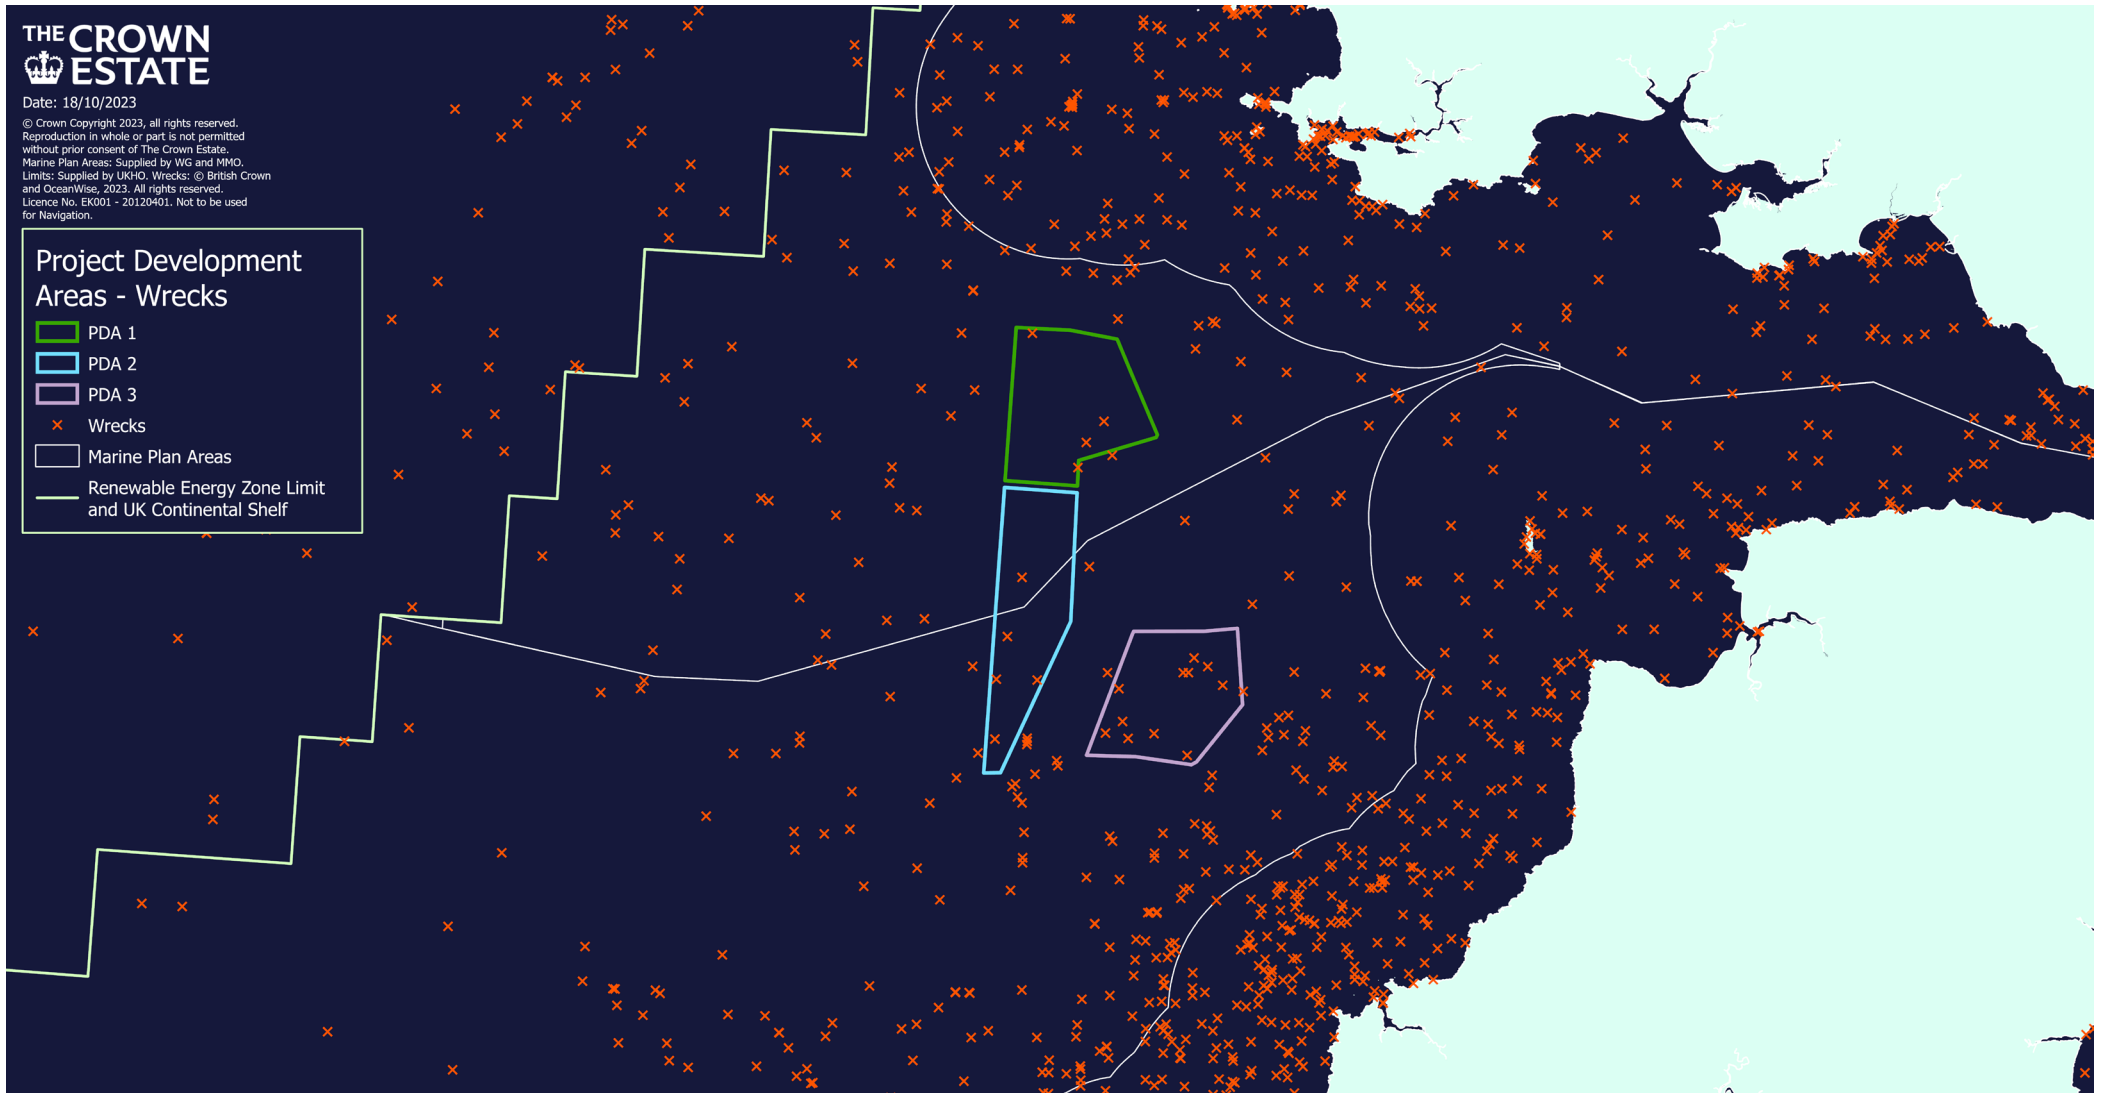 THE CROWN
ESTATE
Date: 18/10/2023
© Crown Copyright 2023, all rights reserved.
Reproduction in whole or part is not permitted
without prior consent of The Crown Estate.
Marine Plan Areas: Supplied by WG and MMO.
Limits: Supplied by UKHO. Wrecks: © British Crown
and OceanWise, 2023. All rights reserved.
Licence No. EK001 - 20120401. Not to be used
for Navigation.
Project Development
Areas - Wrecks
PDA 1
PDA 2
PDA 3
Wrecks
Marine Plan Areas
Renewable Energy Zone Limit
and UK Continental Shelf